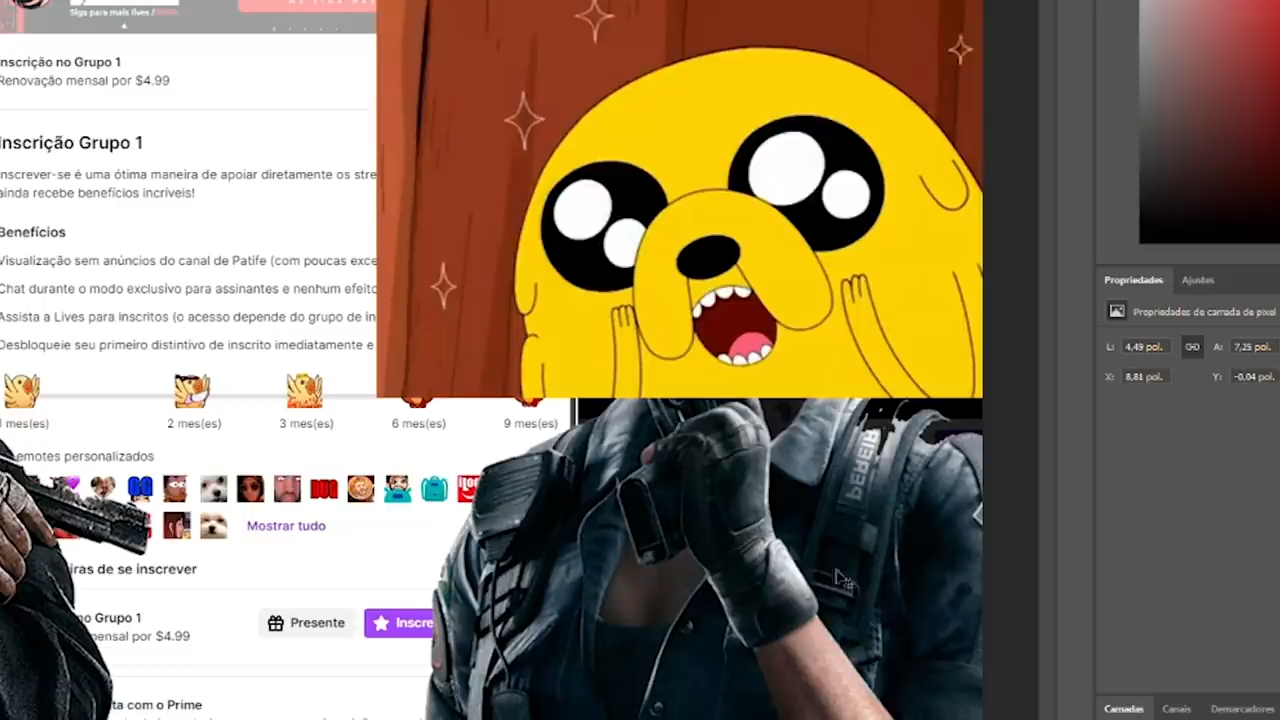 Siga para mais lives /
nscrição no Grupo 1
Renovação mensal por $4.99
Inscrição Grupo 1
nscrever-se é uma ótima maneira de apoiar diretamente os stre
ainda recebe benefícios incríveis!
Benefícios
Visualização sem anúncios do canal de Patife (com poucas exce
Chat durante o modo exclusivo para assinantes e nenhum efeito
Assista a Lives para inscritos (o acesso depende do grupo de in
Desbloqueie seu primeiro distintivo de inscrito imediatamente e
mes(es)
2 mes(es)
3 mes(es)
6 mes(es)
9 mes(es)
emotes personalizados
Mostrar tudo
iras de se inscrever
no Grupo 1
mensal por $4.99
Presente
Inscre
ta com o Prime
PEREIR
Propriedades
Ajustes
Propriedades de camada de pixel
L: 4,49 pol.
A: 7,25 pol.
X: 8,81 pol.
Y: -0,04 pol.
Camadas
Canais
Demarcadores